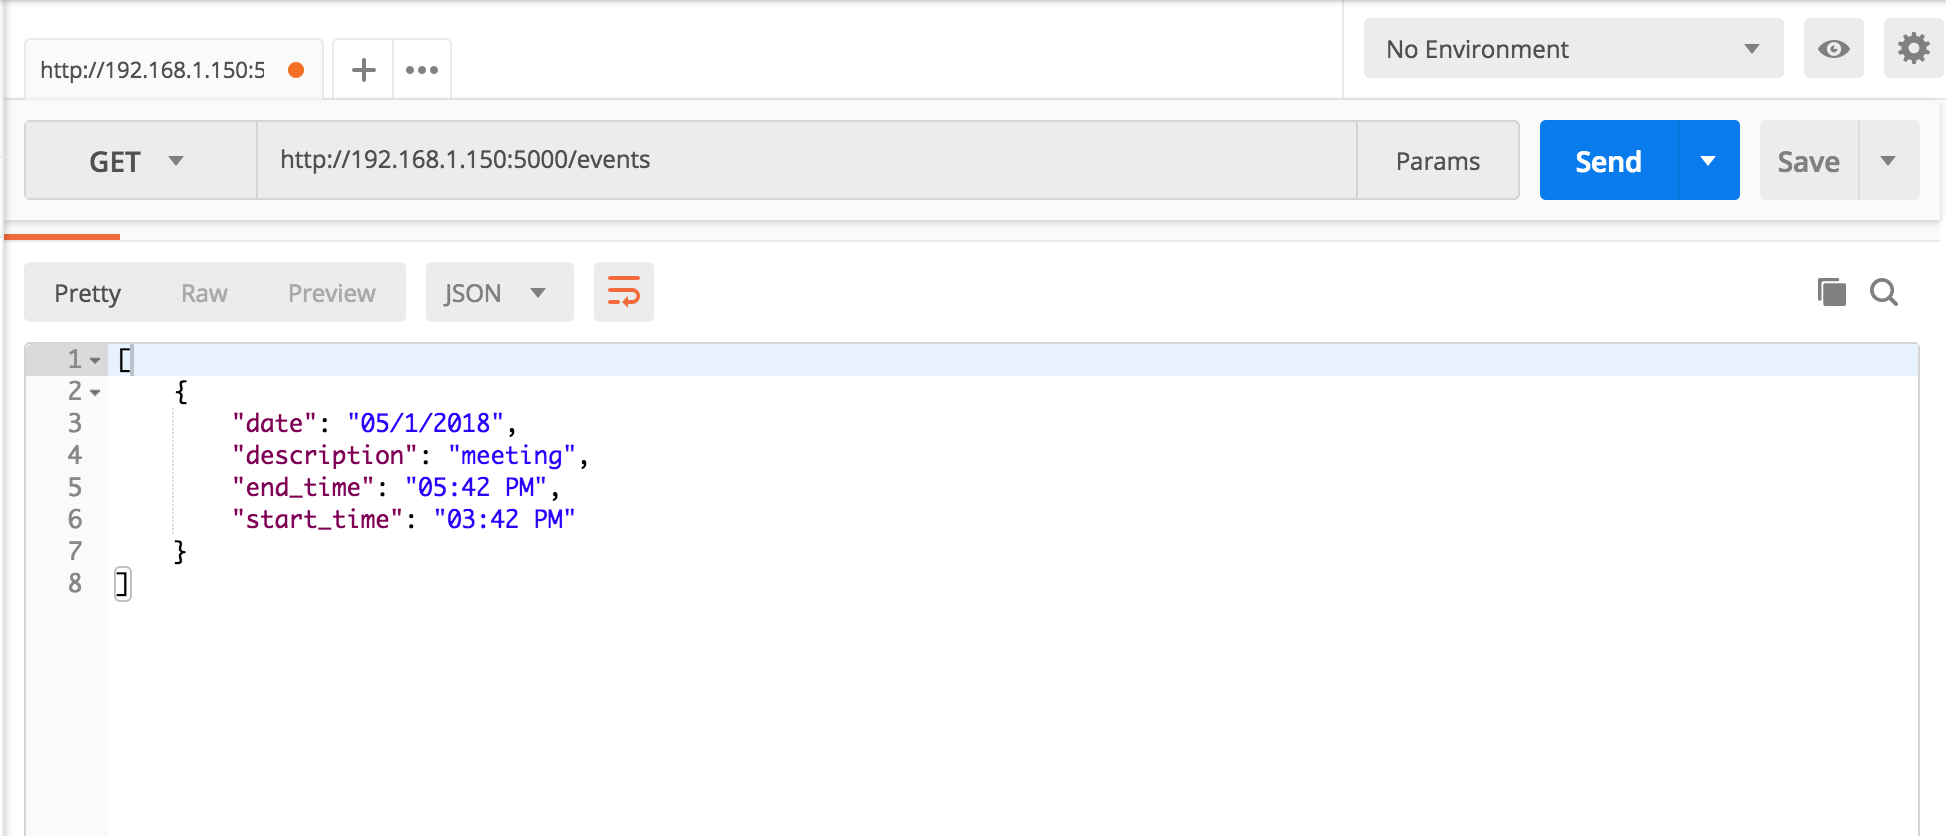 http://192.168.1.150:5
No Environment
GET http://192.168.1.150:5000/events Params Send Save
Pretty Raw Preview JSON
1 [
2 {
3 "date": "05/1/2018",
4 "description": "meeting",
5 "end_time": "05:42 PM",
6 "start_time": "03:42 PM"
7 }
8 ]